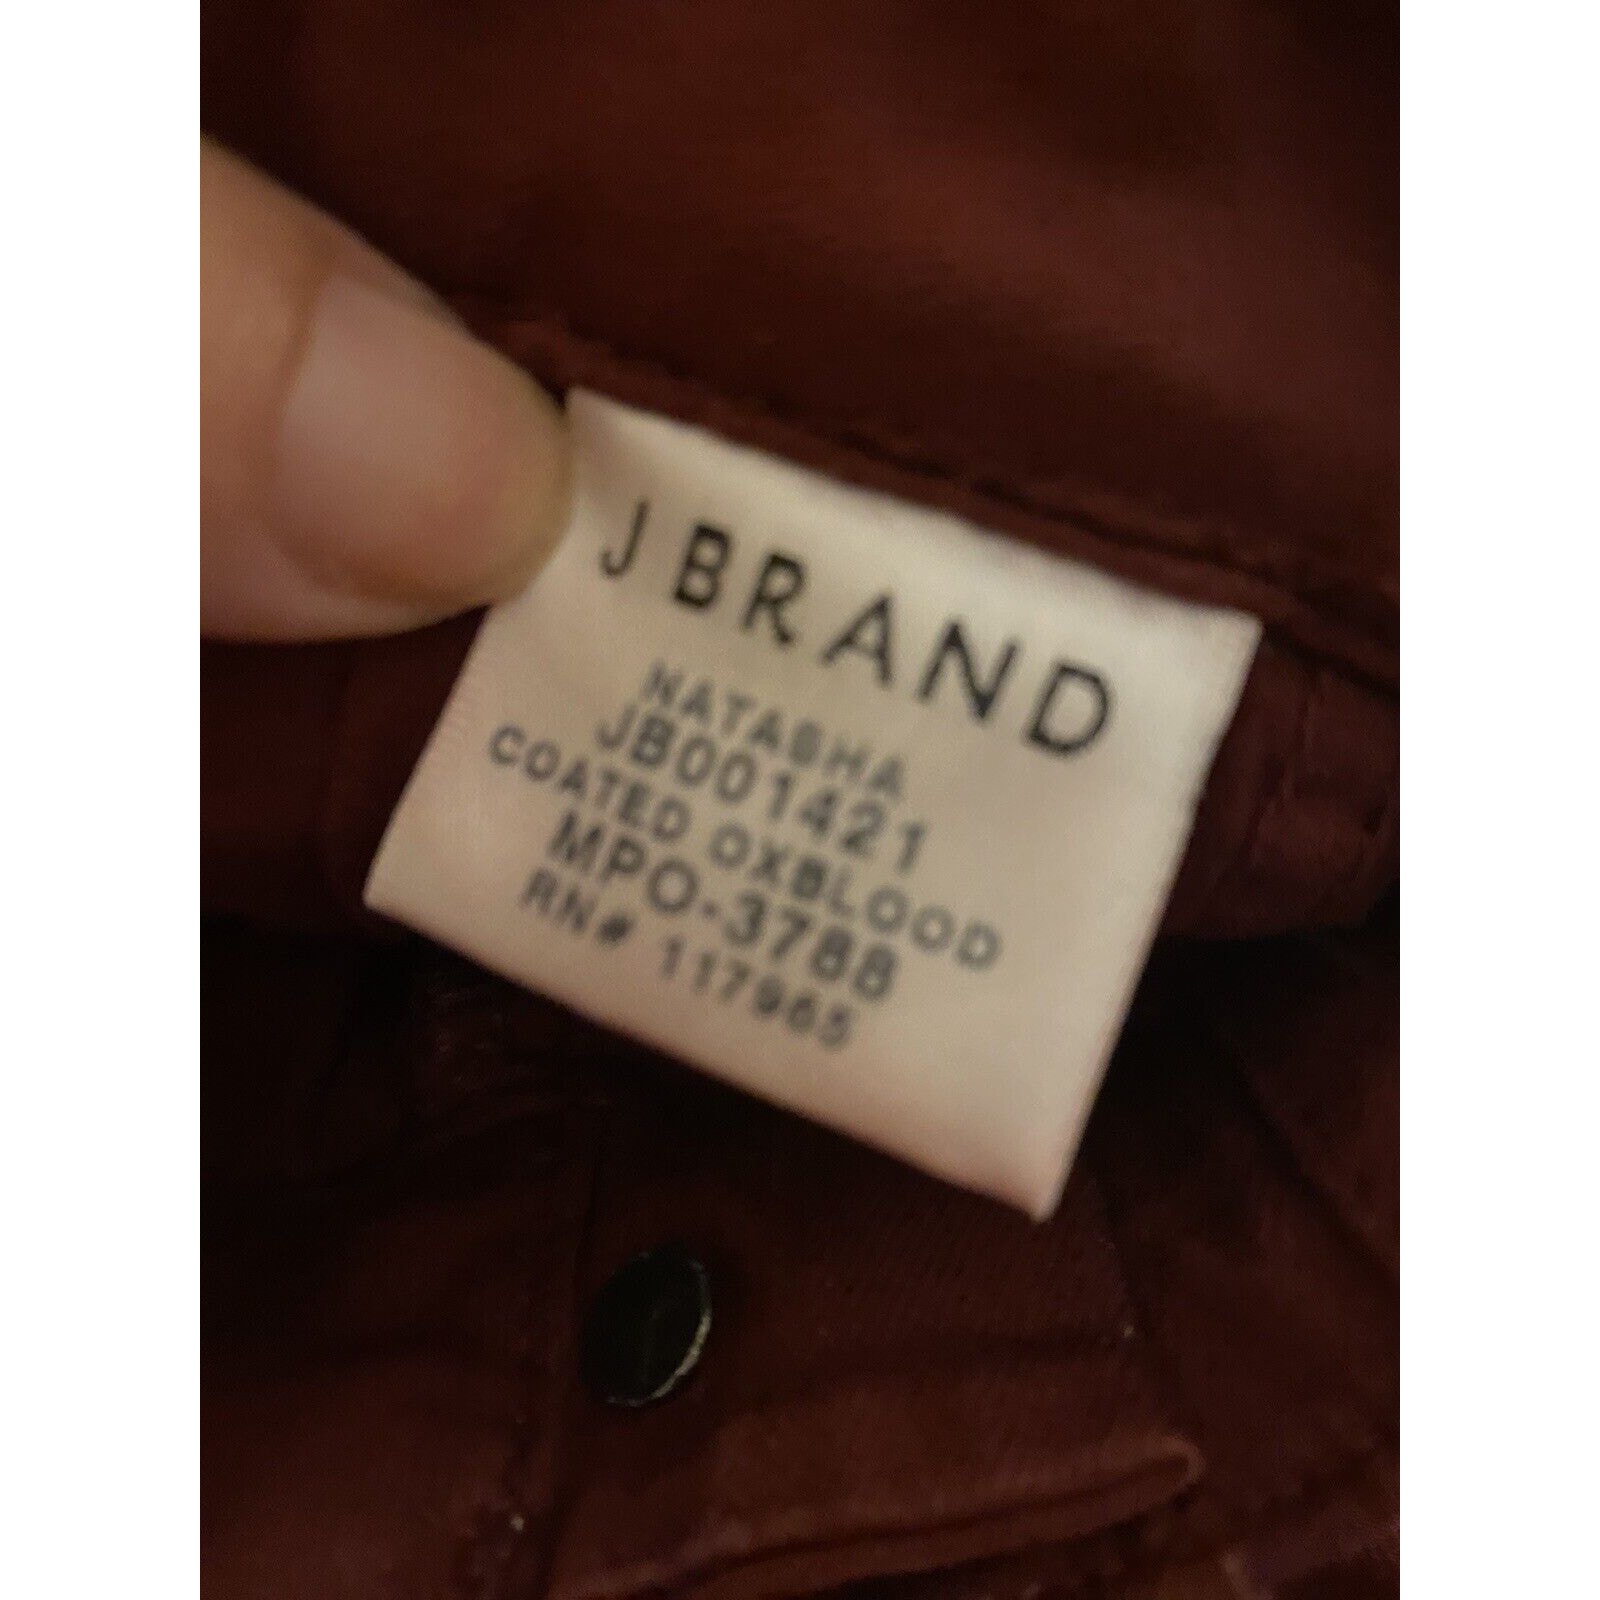 J BRAND
NATASHA
JB001421
COATED OXBLOOD
MPO-3788
RN# 117965